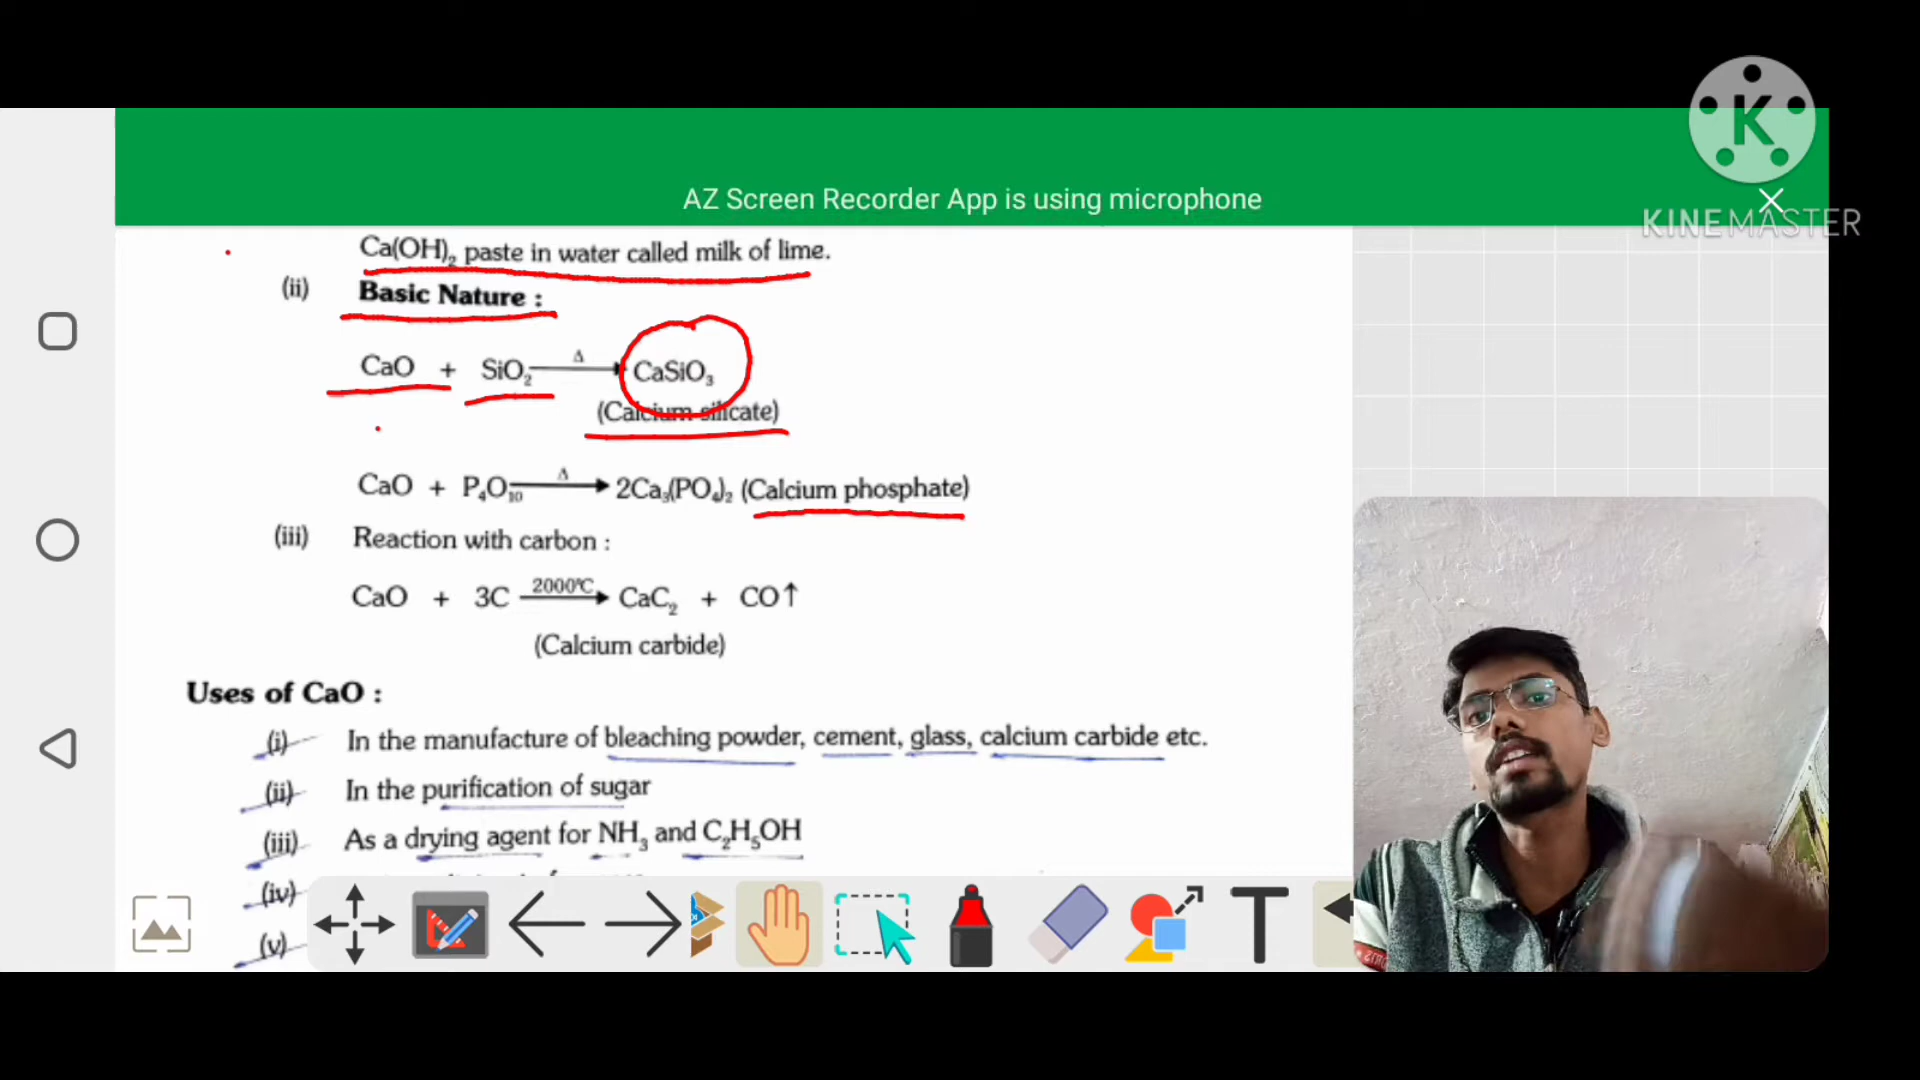 K
KINEMASTER
AZ Screen Recorder App is using microphone
Ca(OH)₂ paste in water called milk of lime.
(ii) Basic Nature :
CaO + SiO₂ —Δ→ CaSiO₃
(Calcium silicate)
CaO + P₄O₁₀ —Δ→ 2Ca₃(PO₄)₂ (Calcium phosphate)
(iii) Reaction with carbon :
CaO + 3C —2000°C→ CaC₂ + CO↑
(Calcium carbide)
Uses of CaO :
(i) In the manufacture of bleaching powder, cement, glass, calcium carbide etc.
(ii) In the purification of sugar
(iii) As a drying agent for NH₃ and C₂H₅OH
(iv)
(v)
T